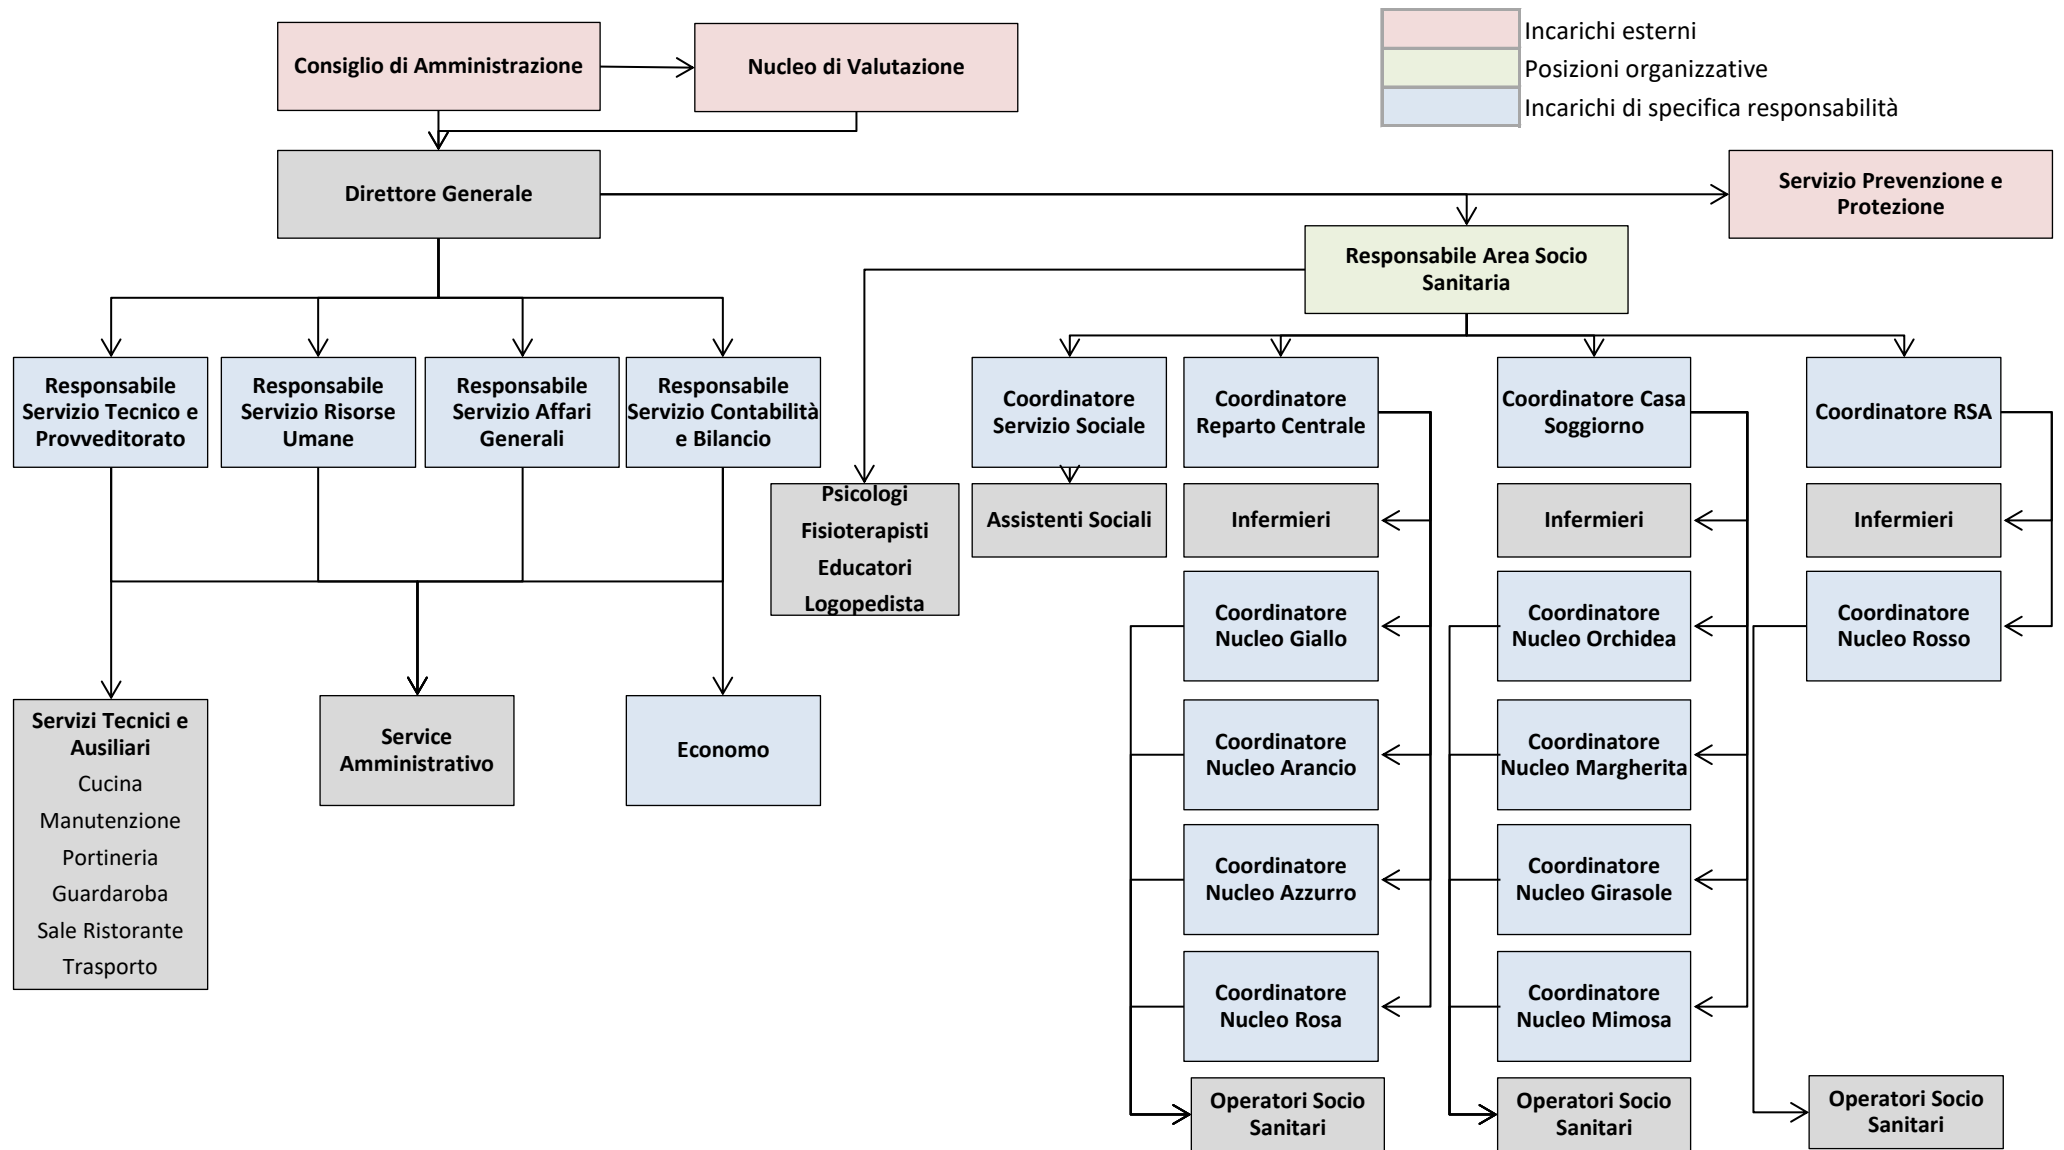 Consiglio di Amministrazione
Nucleo di Valutazione
Incarichi esterni
Posizioni organizzative
Incarichi di specifica responsabilità
Direttore Generale
Servizio Prevenzione e
Protezione
Responsabile Area Socio
Sanitaria
Responsabile
Servizio Tecnico e
Provveditorato
Responsabile
Servizio Risorse
Umane
Responsabile
Servizio Affari
Generali
Responsabile
Servizio Contabilità
e Bilancio
Coordinatore
Servizio Sociale
Coordinatore
Reparto Centrale
Coordinatore Casa
Soggiorno
Coordinatore RSA
Psicologi
Fisioterapisti
Educatori
Logopedista
Assistenti Sociali
Infermieri
Infermieri
Infermieri
Coordinatore
Nucleo Giallo
Coordinatore
Nucleo Orchidea
Coordinatore
Nucleo Rosso
Servizi Tecnici e
Ausiliari
Cucina
Manutenzione
Portineria
Guardaroba
Sale Ristorante
Trasporto
Service
Amministrativo
Economo
Coordinatore
Nucleo Arancio
Coordinatore
Nucleo Margherita
Coordinatore
Nucleo Azzurro
Coordinatore
Nucleo Girasole
Coordinatore
Nucleo Rosa
Coordinatore
Nucleo Mimosa
Operatori Socio
Sanitari
Operatori Socio
Sanitari
Operatori Socio
Sanitari